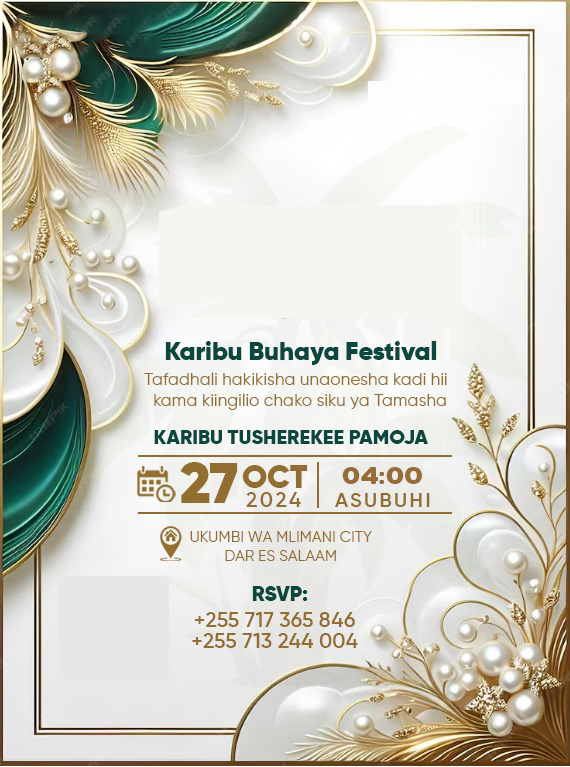 Karibu Buhaya Festival
Tafadhali hakikisha unaonesha kadi hii
kama kiingilio chako siku ya Tamasha
KARIBU TUSHEREKEE PAMOJA
27 OCT 2024
04:00 ASUBUHI
UKUMBI WA MLIMANI CITY
DAR ES SALAAM
RSVP:
+255 717 365 846
+255 713 244 004